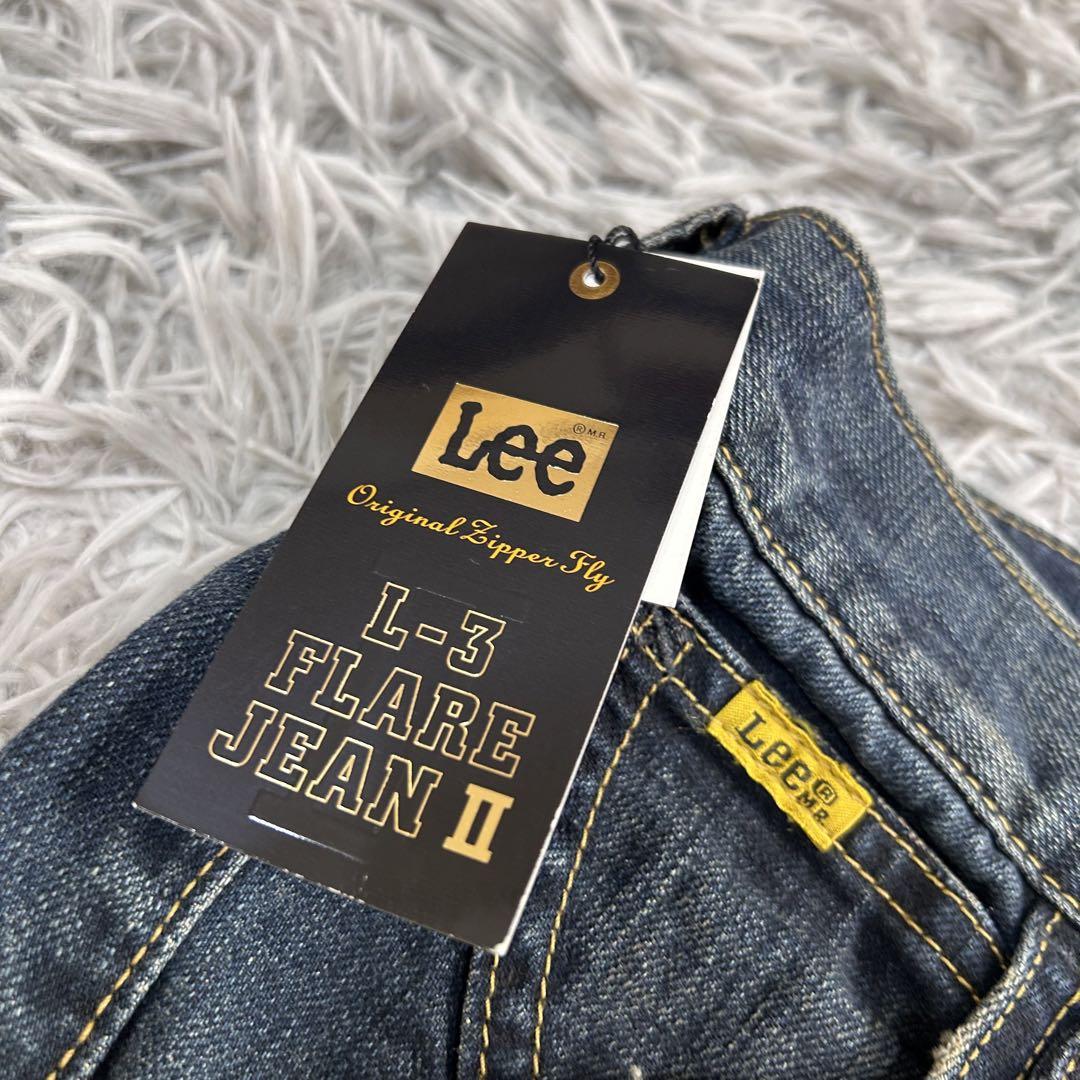 Lee ® M.R.
Original Zipper Fly
L-3
FLARE
JEAN II
Lee®
M.R.